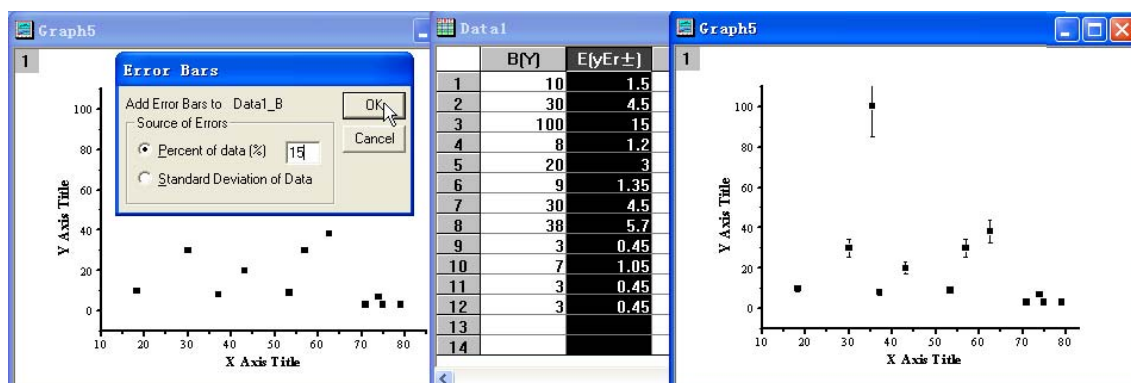 Graph5
1
Error Bars
Add Error Bars to Data1_B
OK
Source of Errors
Percent of data (%) 15
Cancel
Standard Deviation of Data
100
80
60
40
20
0
Y Axis Title
10 20 30 40 50 60 70 80
X Axis Title
Data1
B(Y) E(yEr±)
1 10 1.5
2 30 4.5
3 100 15
4 8 1.2
5 20 3
6 9 1.35
7 30 4.5
8 38 5.7
9 3 0.45
10 7 1.05
11 3 0.45
12 3 0.45
13
14
Graph5
1
100
80
60
40
20
0
Y Axis Title
10 20 30 40 50 60 70 80
X Axis Title